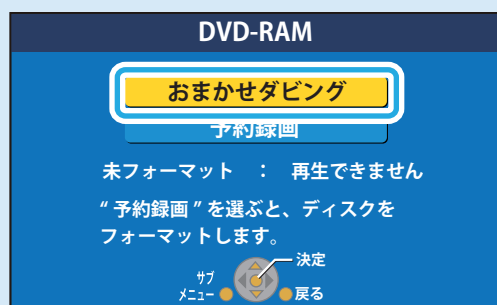 DVD-RAM
おまかせダビング
予約録画
未フォーマット ： 再生できません
“予約録画”を選ぶと、ディスクを
フォーマットします。
決定
サブ
メニュー
戻る